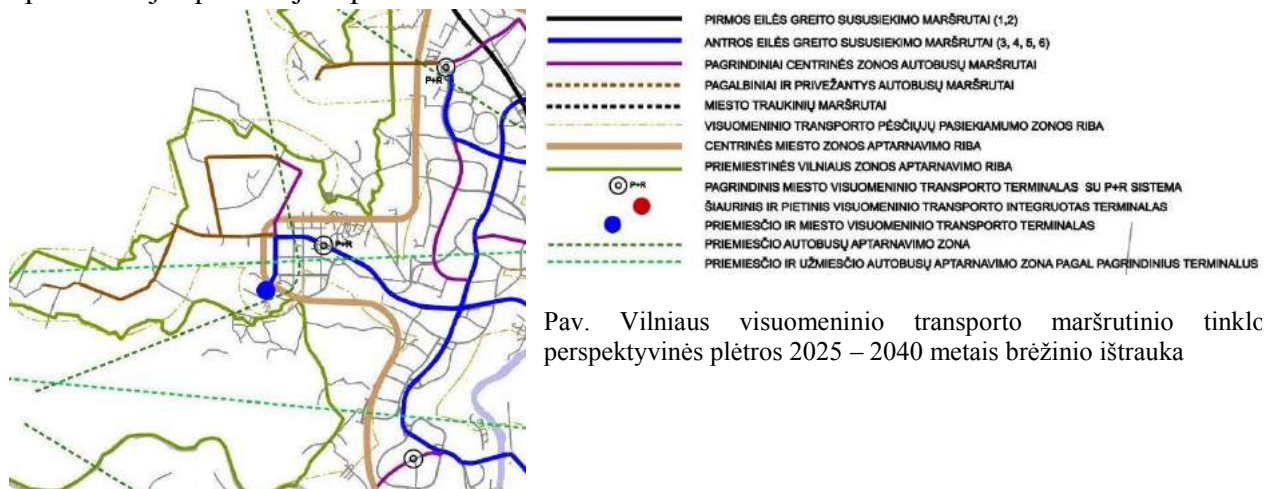 P+R
P+R
PIRMOS EILĖS GREITO SUSUSIEKIMO MARŠRUTAI (1,2)
ANTROS EILĖS GREITO SUSUSIEKIMO MARŠRUTAI (3, 4, 5, 6)
PAGRINDINIAI CENTRINĖS ZONOS AUTOBUSŲ MARŠRUTAI
PAGALBINIAI IR PRIVEŽANTYS AUTOBUSŲ MARŠRUTAI
MIESTO TRAUKINIŲ MARŠRUTAI
VISUOMENINIO TRANSPORTO PĖSČIŲJŲ PASIEKIAMUMO ZONOS RIBA
CENTRINĖS MIESTO ZONOS APTARNAVIMO RIBA
PRIEMIESTINĖS VILNIAUS ZONOS APTARNAVIMO RIBA
P+R PAGRINDINIS MIESTO VISUOMENINIO TRANSPORTO TERMINALAS SU P+R SISTEMA
ŠIAURINIS IR PIETINIS VISUOMENINIO TRANSPORTO INTEGRUOTAS TERMINALAS
PRIEMIESČIO IR MIESTO VISUOMENINIO TRANSPORTO TERMINALAS
PRIEMIESČIO AUTOBUSŲ APTARNAVIMO ZONA
PRIEMIESČIO IR UŽMIESČIO AUTOBUSŲ APTARNAVIMO ZONA PAGAL PAGRINDINIUS TERMINALUS
Pav. Vilniaus visuomeninio transporto maršrutinio tinklo
perspektyvinės plėtros 2025 – 2040 metais brėžinio ištrauka